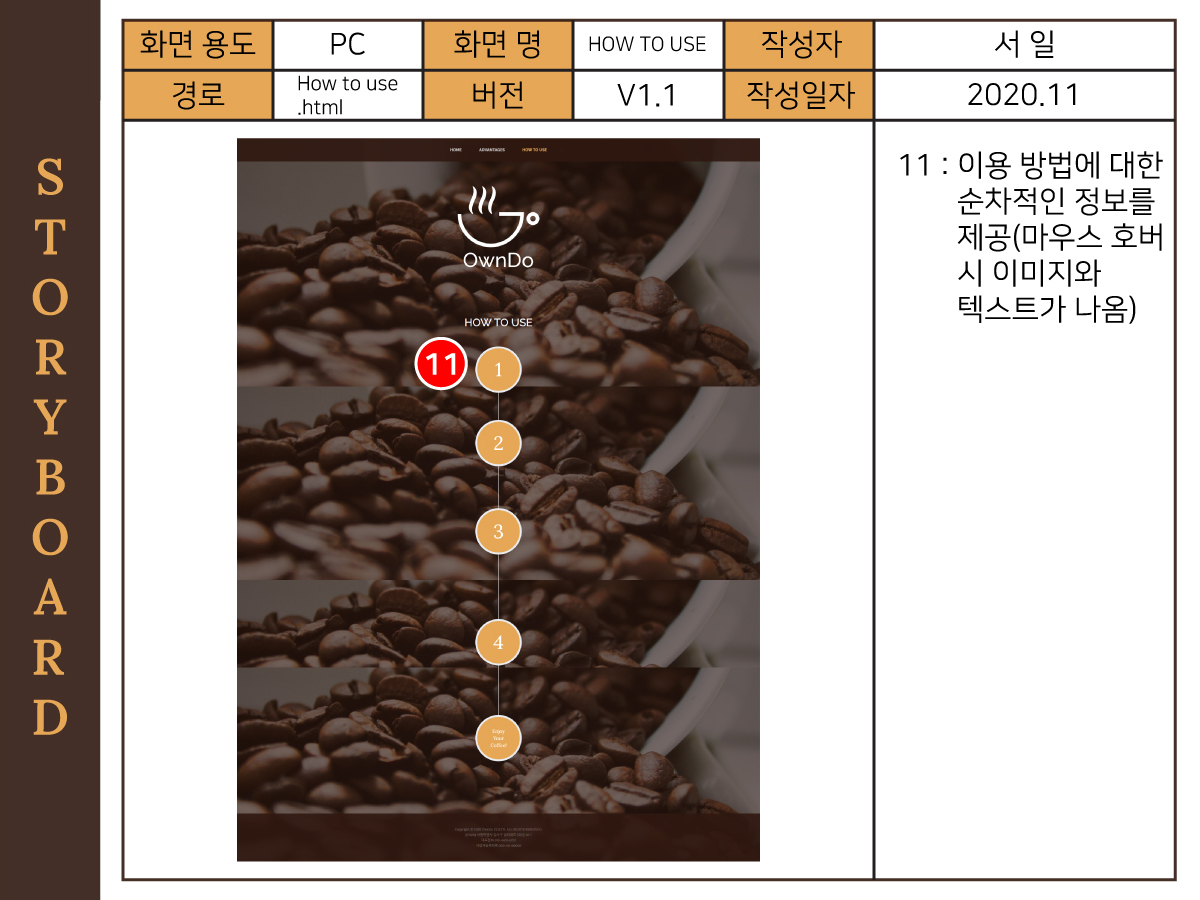 STORYBOARD
화면 용도 PC 화면 명 HOW TO USE 작성자 서 일
경로 How to use .html 버전 V1.1 작성일자 2020.11
HOME ADVANTAGES HOW TO USE
OwnDo
HOW TO USE
11
1
2
3
4
Enjoy
Your
Coffee!
11 : 이용 방법에 대한
순차적인 정보를
제공(마우스 호버
시 이미지와
텍스트가 나옴)